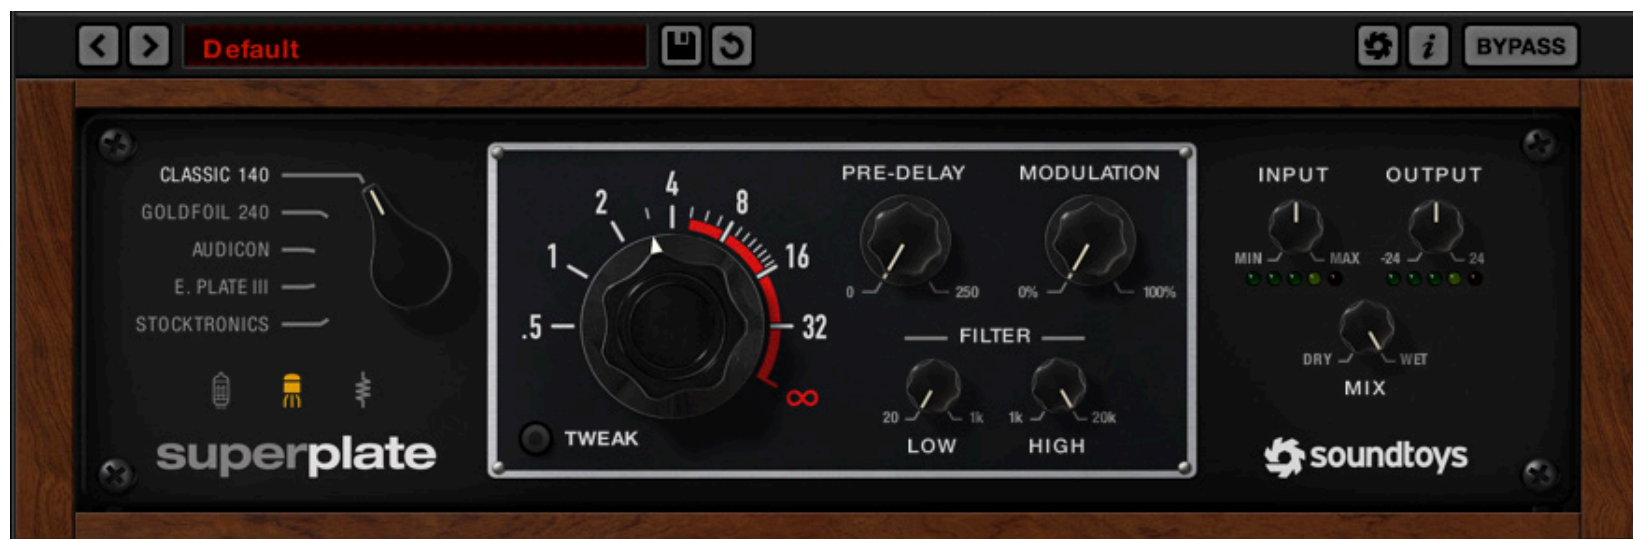 Default
i
BYPASS
CLASSIC 140
GOLDFOIL 240
AUDICON
E. PLATE III
STOCKTRONICS
superplate
.5
1
2
4
8
16
32
∞
TWEAK
PRE-DELAY
0
250
MODULATION
0%
100%
FILTER
20
1k
LOW
1k
20k
HIGH
INPUT
MIN
MAX
OUTPUT
-24
24
DRY
WET
MIX
soundtoys